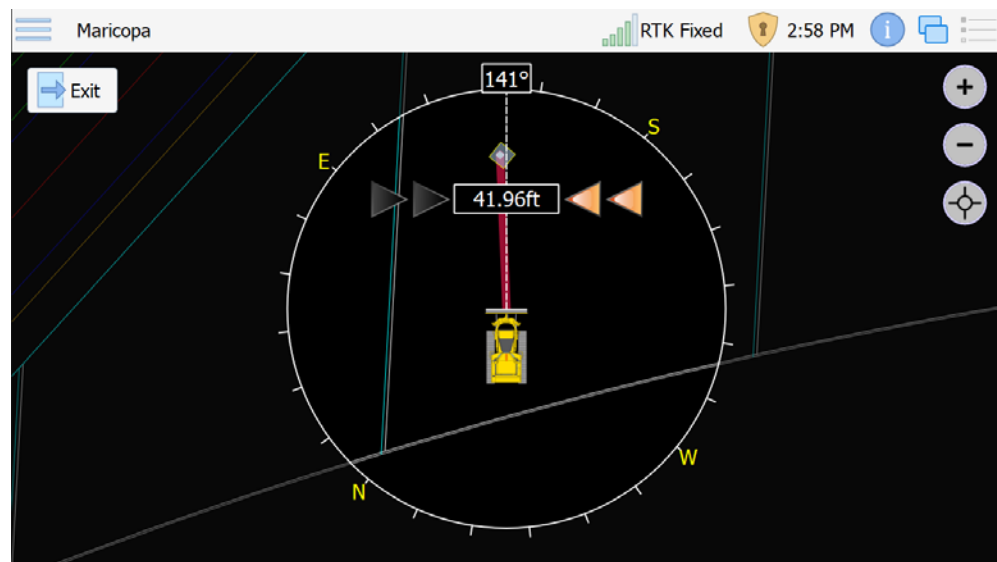 Maricopa
RTK Fixed
2:58 PM
Exit
141°
S
E
41.96ft
W
N